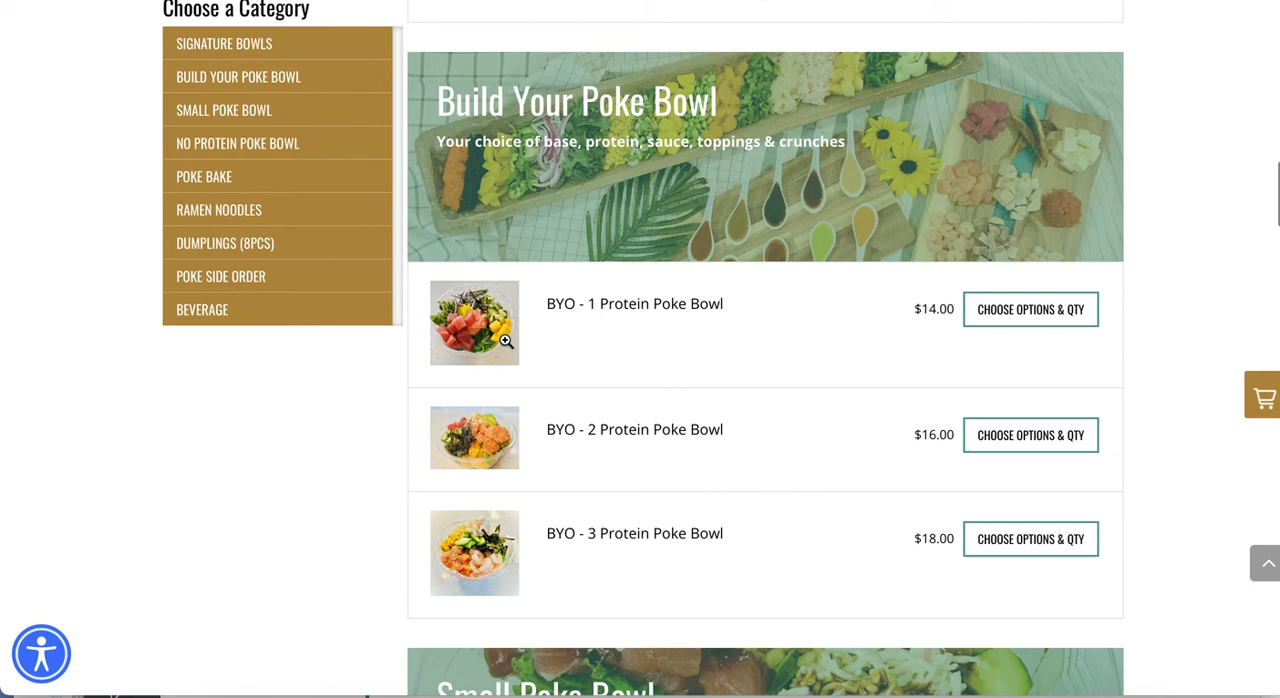 Choose a Category
SIGNATURE BOWLS
BUILD YOUR POKE BOWL
SMALL POKE BOWL
NO PROTEIN POKE BOWL
POKE BAKE
RAMEN NOODLES
DUMPLINGS (8PCS)
POKE SIDE ORDER
BEVERAGE
Build Your Poke Bowl
Your choice of base, protein, sauce, toppings & crunches
BYO - 1 Protein Poke Bowl
$14.00
CHOOSE OPTIONS & QTY
BYO - 2 Protein Poke Bowl
$16.00
CHOOSE OPTIONS & QTY
BYO - 3 Protein Poke Bowl
$18.00
CHOOSE OPTIONS & QTY
Small Poke Bowl